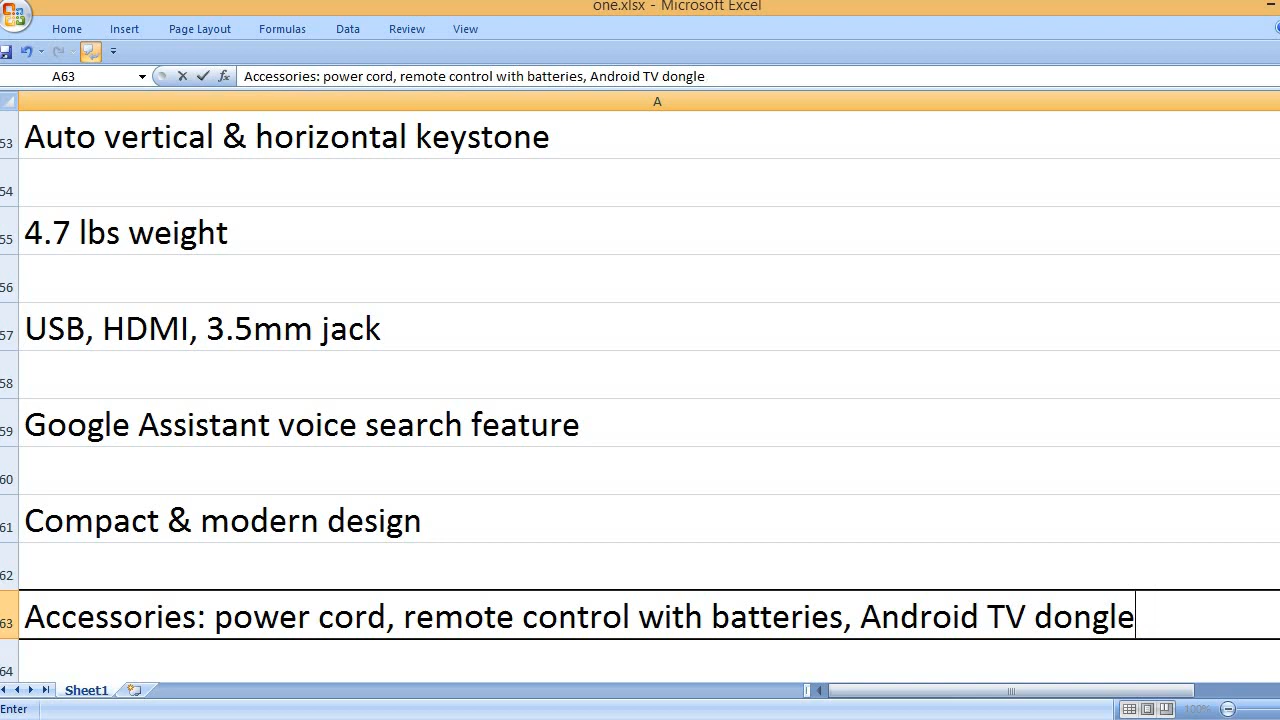 one.xlsx - Microsoft Excel
Home Insert Page Layout Formulas Data Review View
A63 fx Accessories: power cord, remote control with batteries, Android TV dongle
A
53 Auto vertical & horizontal keystone
54
55 4.7 lbs weight
56
57 USB, HDMI, 3.5mm jack
58
59 Google Assistant voice search feature
60
61 Compact & modern design
62
63 Accessories: power cord, remote control with batteries, Android TV dongle
64
Sheet1
Enter 100%